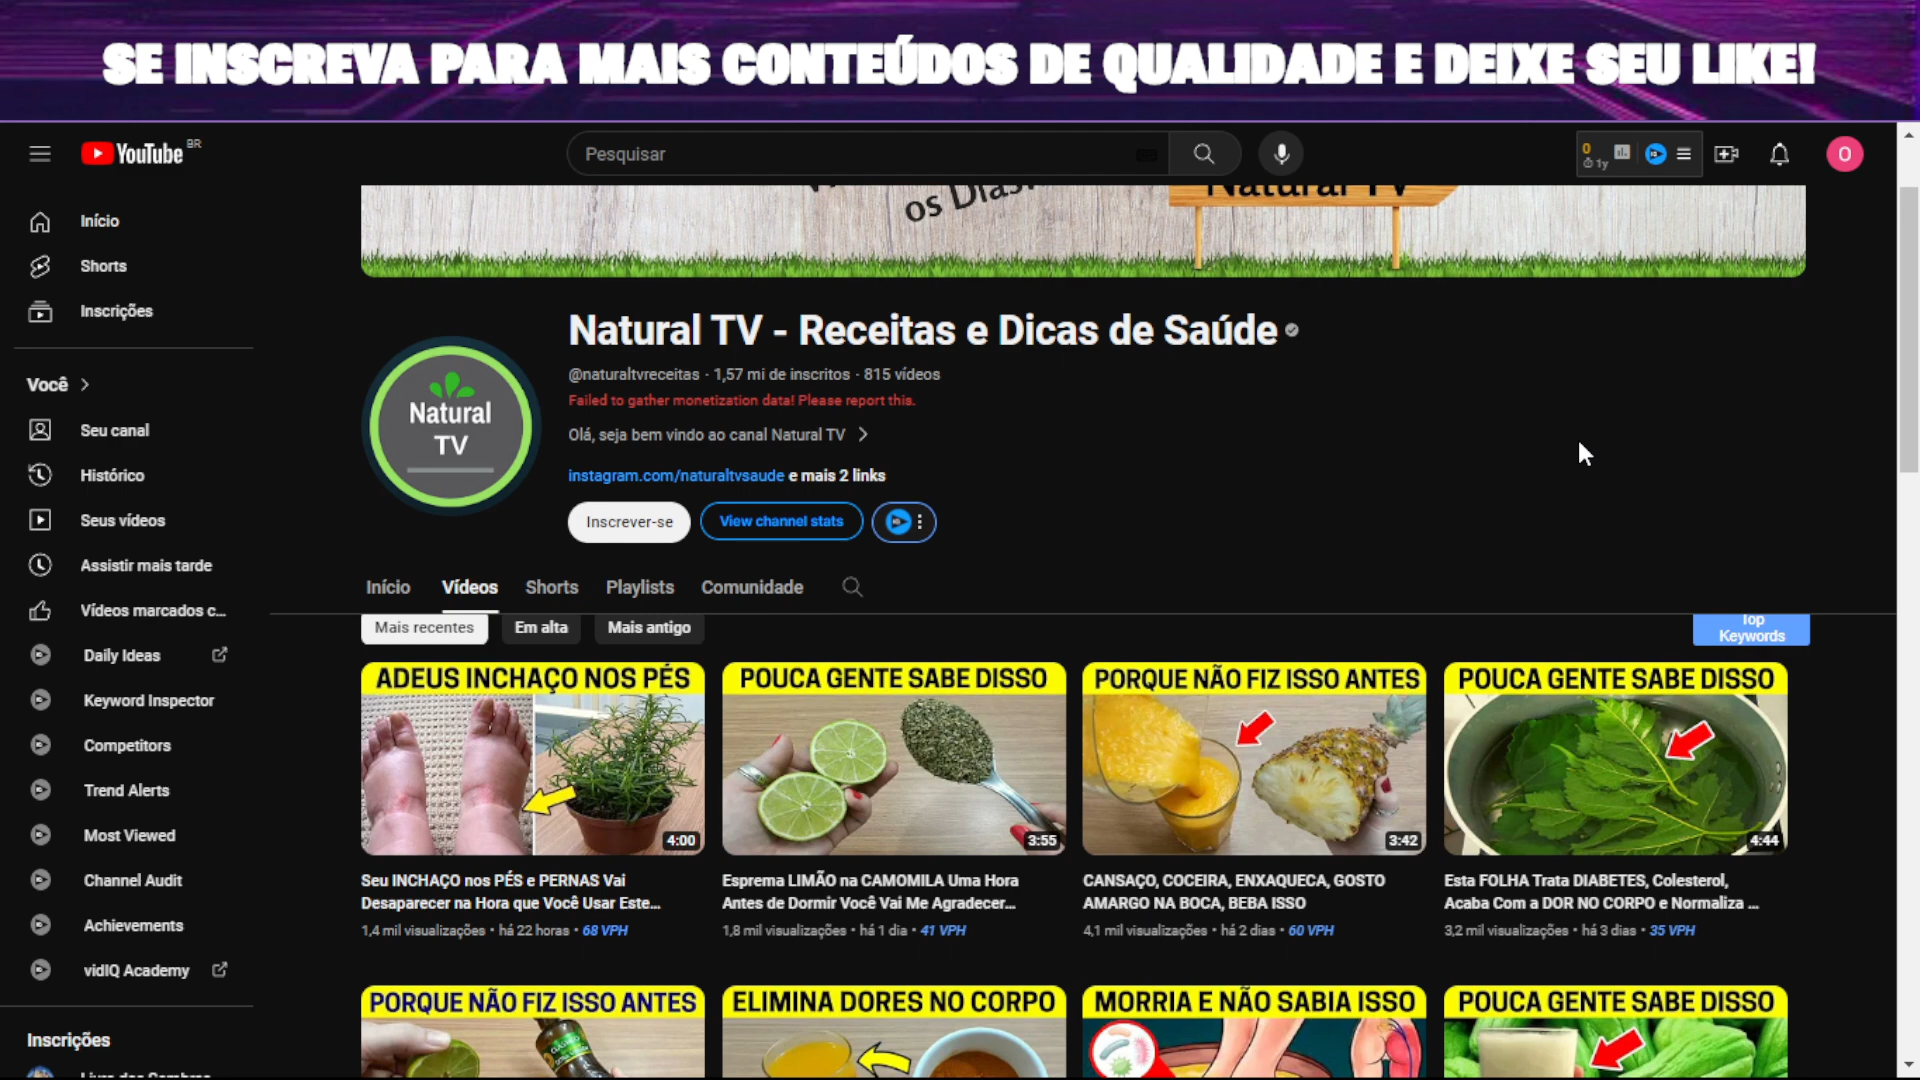 SE INSCREVA PARA MAIS CONTEÚDOS DE QUALIDADE E DEIXE SEU LIKE!
YouTube BR
Pesquisar
0
1y
O
os Dias.
Natural TV
Início
Shorts
Inscrições
Você
Seu canal
Histórico
Seus vídeos
Assistir mais tarde
Vídeos marcados c...
Daily Ideas
Keyword Inspector
Competitors
Trend Alerts
Most Viewed
Channel Audit
Achievements
vidIQ Academy
Inscrições
Natural
TV
Natural TV - Receitas e Dicas de Saúde
@naturaltvreceitas · 1,57 mi de inscritos · 815 vídeos
Failed to gather monetization data! Please report this.
Olá, seja bem vindo ao canal Natural TV
instagram.com/naturaltvsaude e mais 2 links
Inscrever-se
View channel stats
Início
Vídeos
Shorts
Playlists
Comunidade
Mais recentes
Em alta
Mais antigo
Top
Keywords
ADEUS INCHAÇO NOS PÉS
4:00
Seu INCHAÇO nos PÉS e PERNAS Vai
Desaparecer na Hora que Você Usar Este...
1,4 mil visualizações • há 22 horas • 68 VPH
POUCA GENTE SABE DISSO
3:55
Esprema LIMÃO na CAMOMILA Uma Hora
Antes de Dormir Você Vai Me Agradecer...
1,8 mil visualizações • há 1 dia • 41 VPH
PORQUE NÃO FIZ ISSO ANTES
3:42
CANSAÇO, COCEIRA, ENXAQUECA, GOSTO
AMARGO NA BOCA, BEBA ISSO
4,1 mil visualizações • há 2 dias • 60 VPH
POUCA GENTE SABE DISSO
4:44
Esta FOLHA Trata DIABETES, Colesterol,
Acaba Com a DOR NO CORPO e Normaliza ...
3,2 mil visualizações • há 3 dias • 35 VPH
PORQUE NÃO FIZ ISSO ANTES
ELIMINA DORES NO CORPO
MORRIA E NÃO SABIA ISSO
POUCA GENTE SABE DISSO